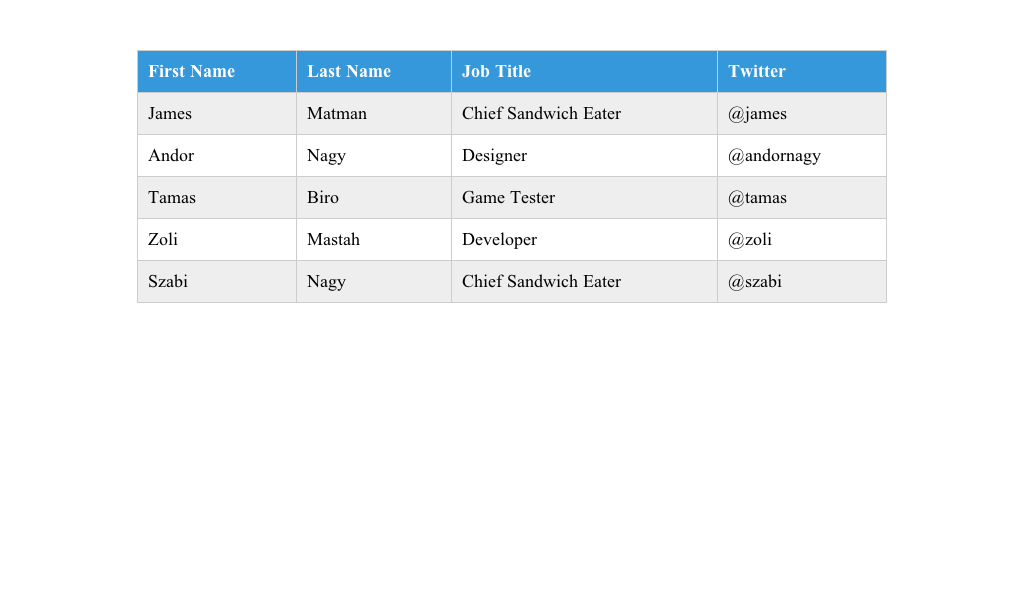 First Name Last Name Job Title Twitter
James Matman Chief Sandwich Eater @james
Andor Nagy Designer @andornagy
Tamas Biro Game Tester @tamas
Zoli Mastah Developer @zoli
Szabi Nagy Chief Sandwich Eater @szabi